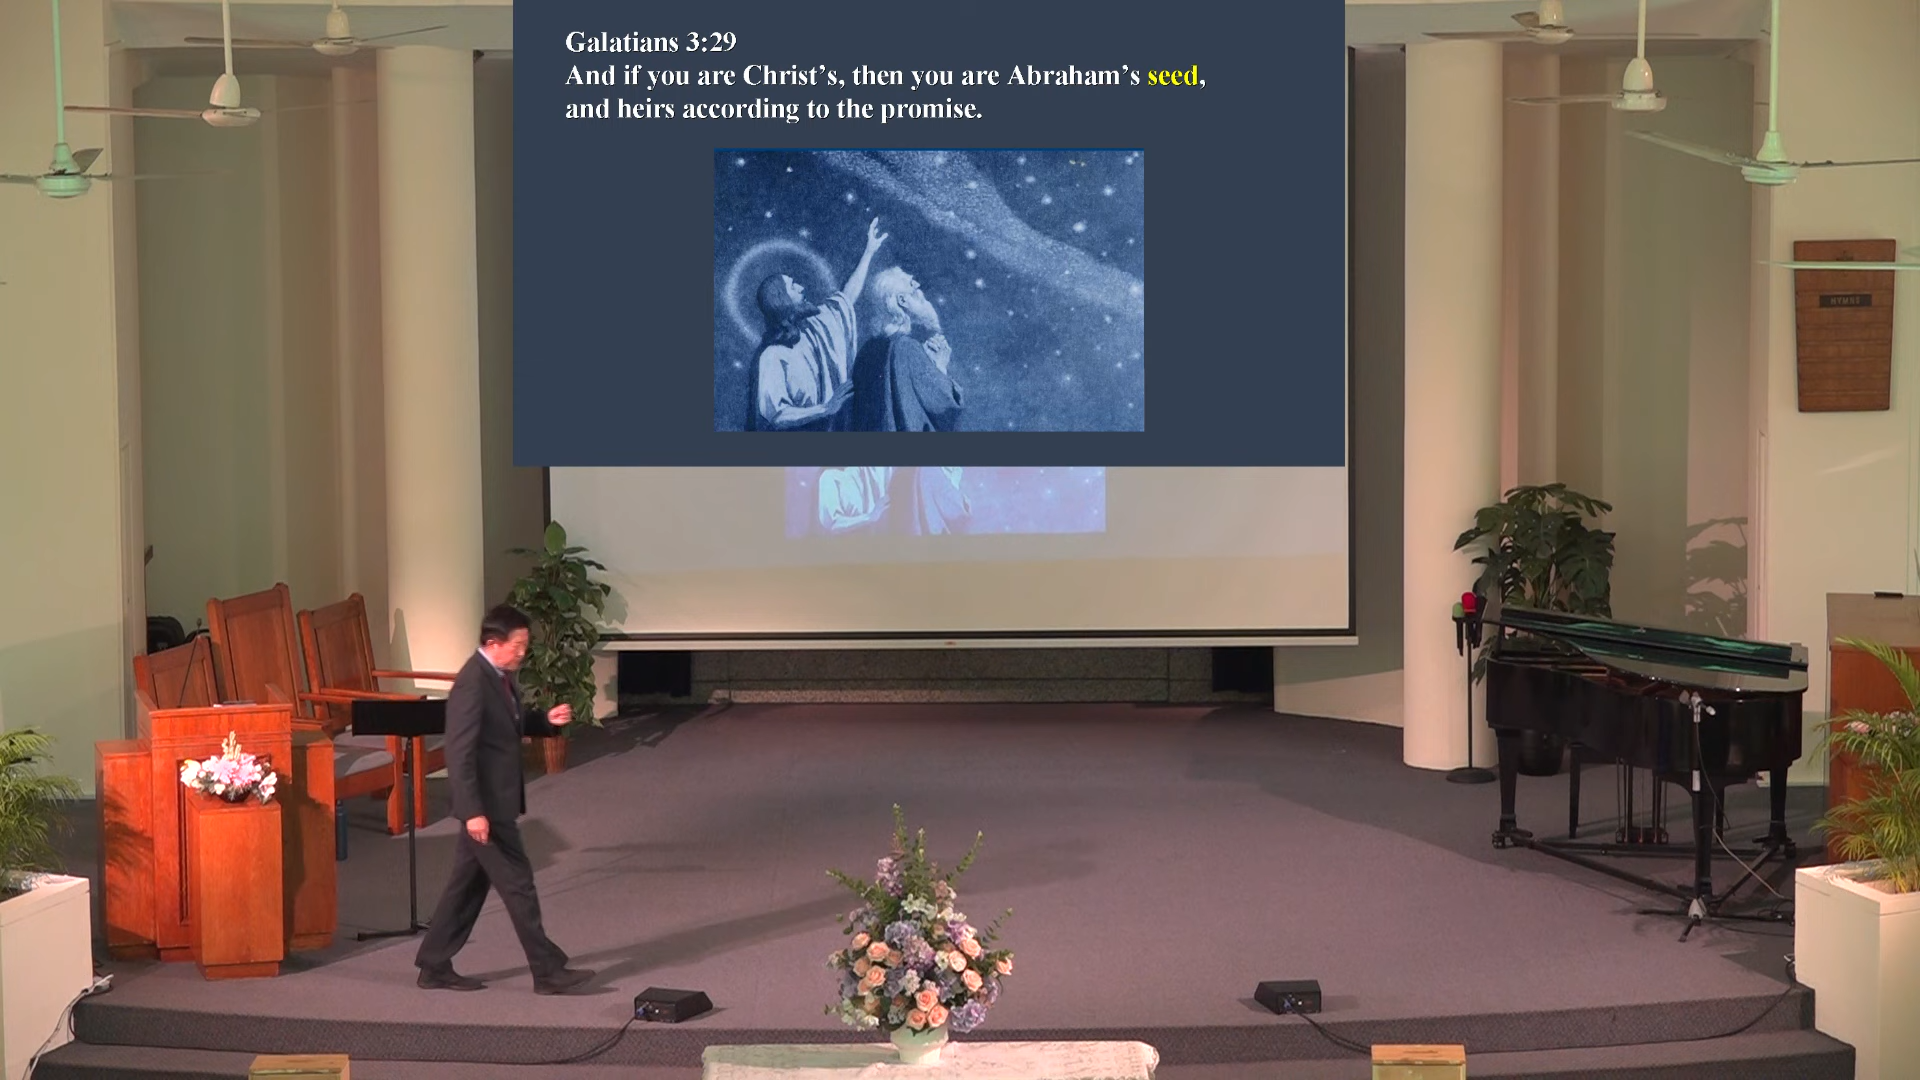 Galatians 3:29
And if you are Christ’s, then you are Abraham’s seed,
and heirs according to the promise.
HYMNS